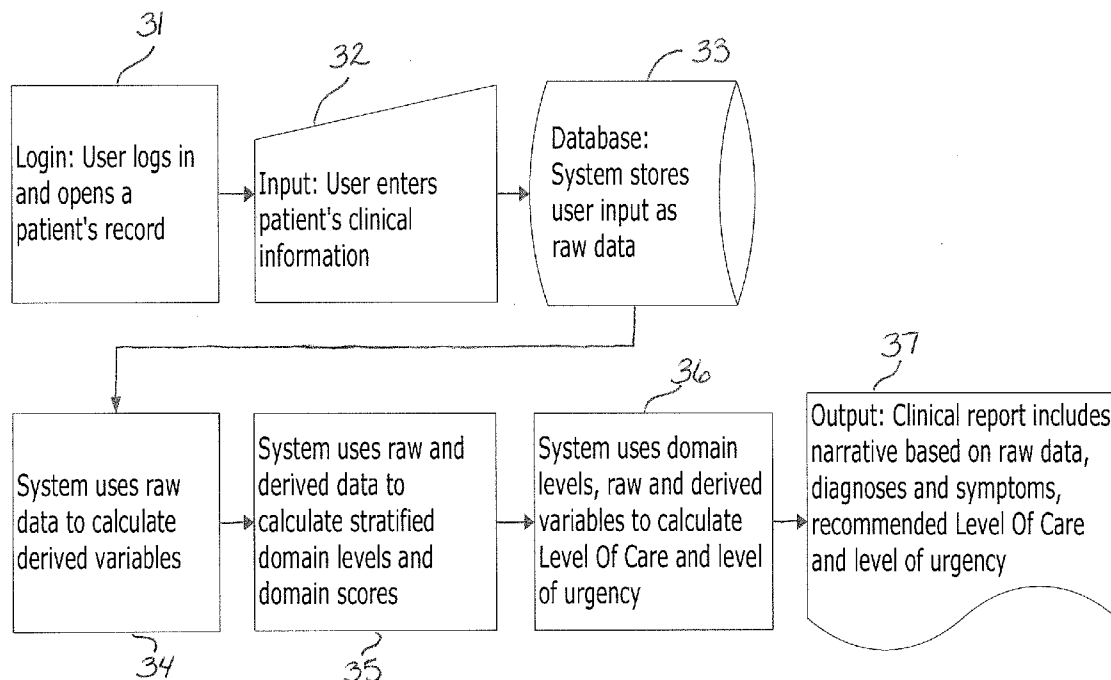 31
32
33
Login: User logs in
and opens a
patient's record
Input: User enters
patient's clinical
information
Database:
System stores
user input as
raw data
36
37
System uses raw
data to calculate
derived variables
System uses raw and
derived data to
calculate stratified
domain levels and
domain scores
System uses domain
levels, raw and derived
variables to calculate
Level Of Care and level
of urgency
Output: Clinical report includes
narrative based on raw data,
diagnoses and symptoms,
recommended Level Of Care
and level of urgency
34
35